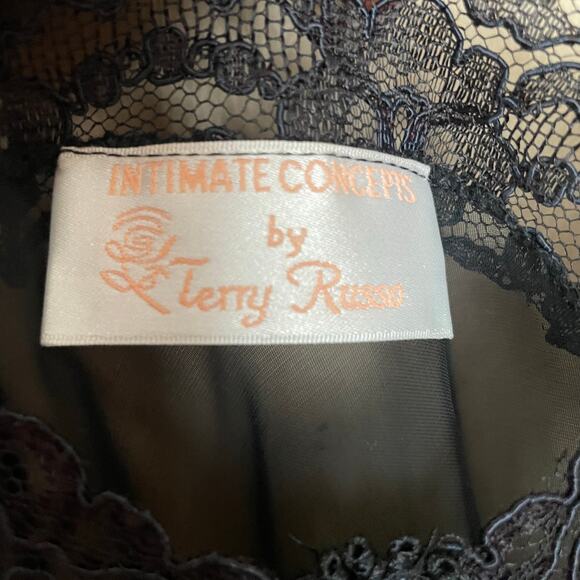 INTIMATE CONCEPTS
by
Terry Russo